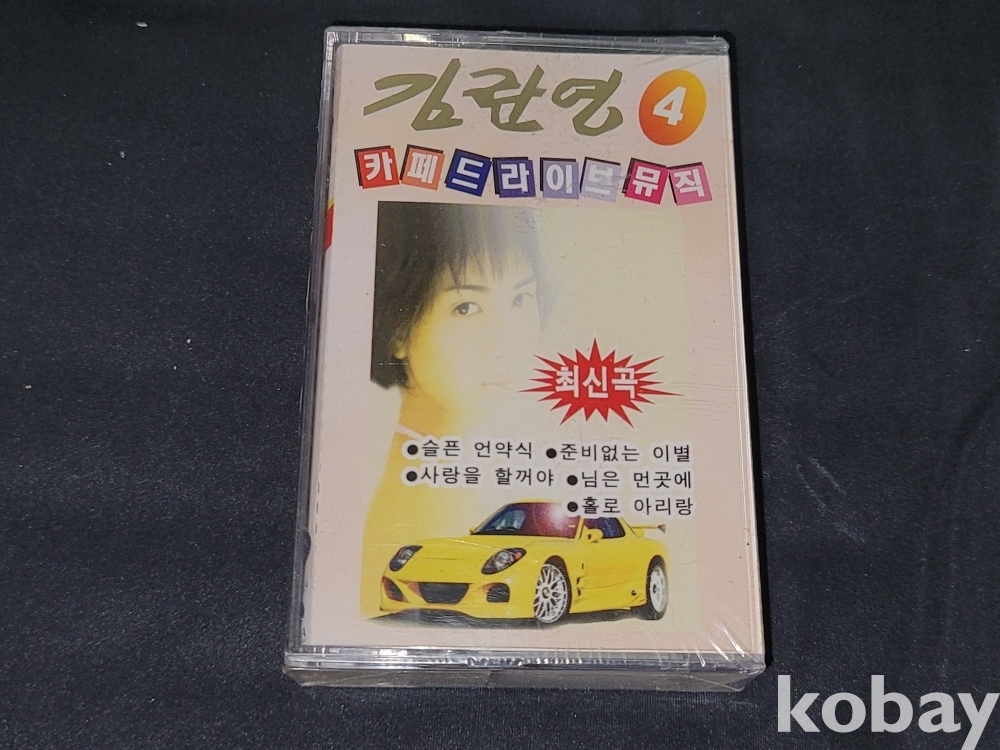 김란영 4
카페드라이브뮤직
최신곡
●슬픈 언약식 ●준비없는 이별
●사랑을 할꺼야 ●님은 먼곳에
●홀로 아리랑
kobay